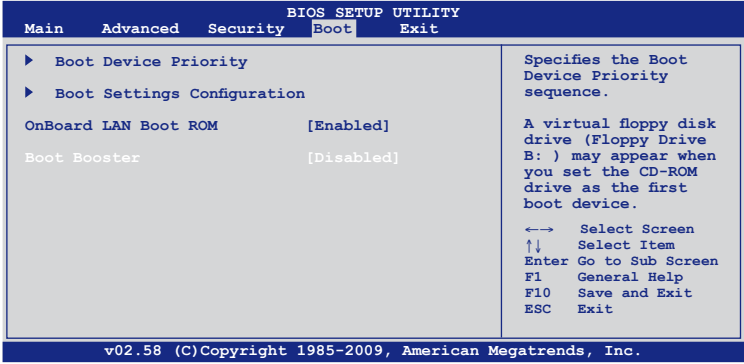 BIOS SETUP UTILITY
Main Advanced Security Boot Exit
Boot Device Priority
Boot Settings Configuration
OnBoard LAN Boot ROM [Enabled]
Boot Booster [Disabled]
Specifies the Boot
Device Priority
sequence.
A virtual floppy disk
drive (Floppy Drive
B: ) may appear when
you set the CD-ROM
drive as the first
boot device.
←→ Select Screen
↑↓ Select Item
Enter Go to Sub Screen
F1 General Help
F10 Save and Exit
ESC Exit
v02.58 (C)Copyright 1985-2009, American Megatrends, Inc.